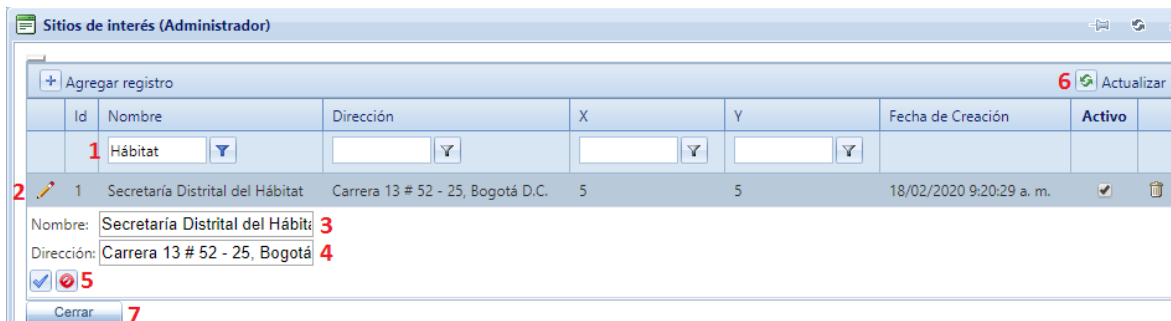 Sitios de interés (Administrador)
Agregar registro 6 Actualizar
Id Nombre Dirección X Y Fecha de Creación Activo
1 Hábitat
2 1 Secretaría Distrital del Hábitat Carrera 13 # 52 - 25, Bogotá D.C. 5 5 18/02/2020 9:20:29 a. m.
Nombre: Secretaría Distrital del Hábita 3
Dirección: Carrera 13 # 52 - 25, Bogotá 4
5
Cerrar 7